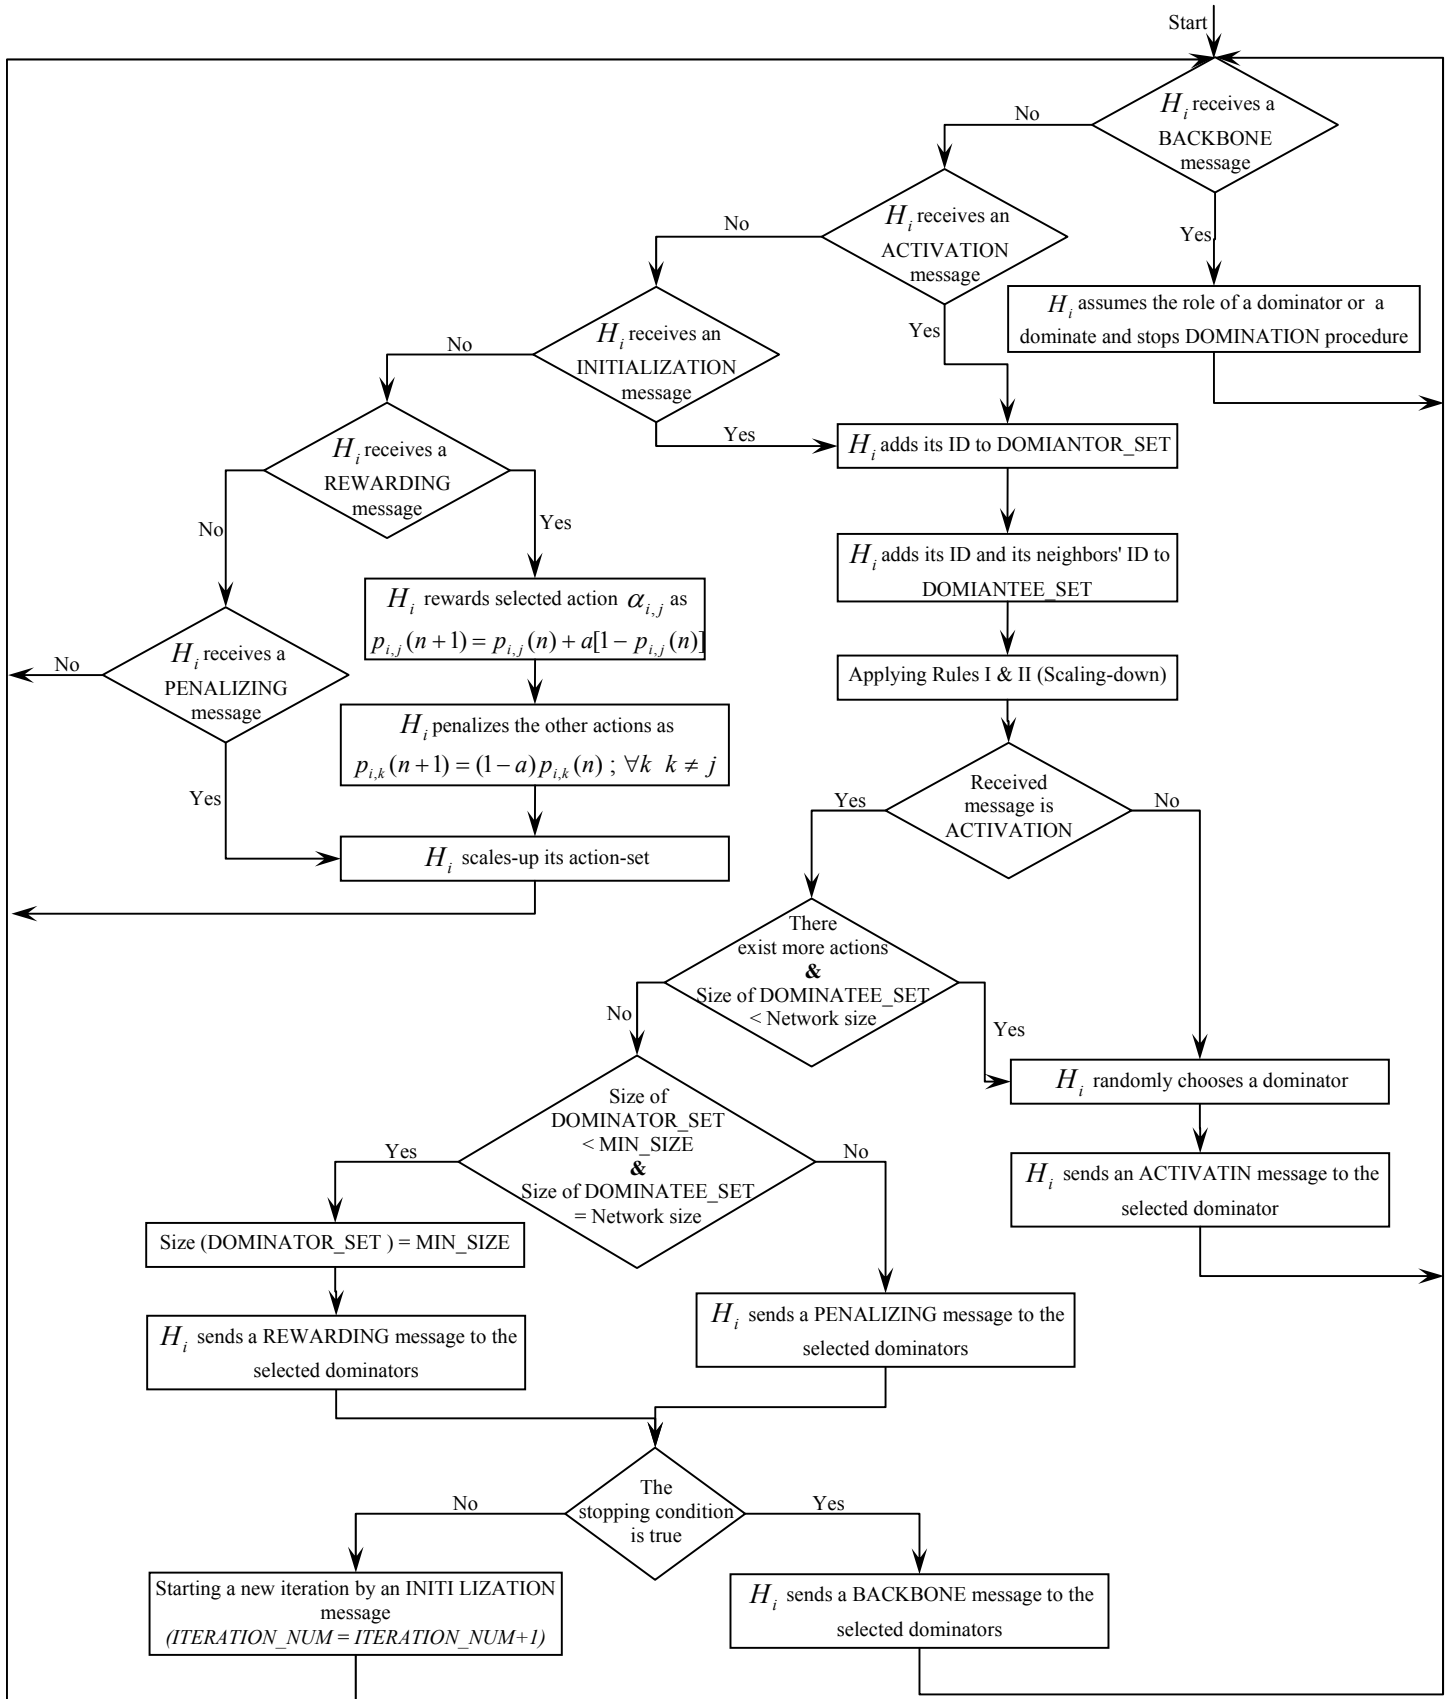 Start
H_i receives a
BACKBONE
message
No
Yes
H_i receives an
ACTIVATION
message
No
Yes
H_i assumes the role of a dominator or a
dominate and stops DOMINATION procedure
H_i receives an
INITIALIZATION
message
No
Yes
H_i receives a
REWARDING
message
No
Yes
H_i adds its ID to DOMIANTOR_SET
H_i adds its ID and its neighbors' ID to
DOMIANTEE_SET
H_i rewards selected action α_{i,j} as
p_{i,j}(n+1) = p_{i,j}(n) + a[1 − p_{i,j}(n)]
H_i receives a
PENALIZING
message
No
Yes
Applying Rules I & II (Scaling-down)
H_i penalizes the other actions as
p_{i,k}(n+1) = (1−a) p_{i,k}(n) ; ∀k k ≠ j
Received
message is
ACTIVATION
Yes
No
H_i scales-up its action-set
There
exist more actions
&
Size of DOMINATEE_SET
< Network size
No
Yes
H_i randomly chooses a dominator
Size of
DOMINATOR_SET
< MIN_SIZE
&
Size of DOMINATEE_SET
= Network size
Yes
No
H_i sends an ACTIVATIN message to the
selected dominator
Size (DOMINATOR_SET ) = MIN_SIZE
H_i sends a REWARDING message to the
selected dominators
H_i sends a PENALIZING message to the
selected dominators
The
stopping condition
is true
No
Yes
Starting a new iteration by an INITI LIZATION
message
(ITERATION_NUM = ITERATION_NUM+1)
H_i sends a BACKBONE message to the
selected dominators